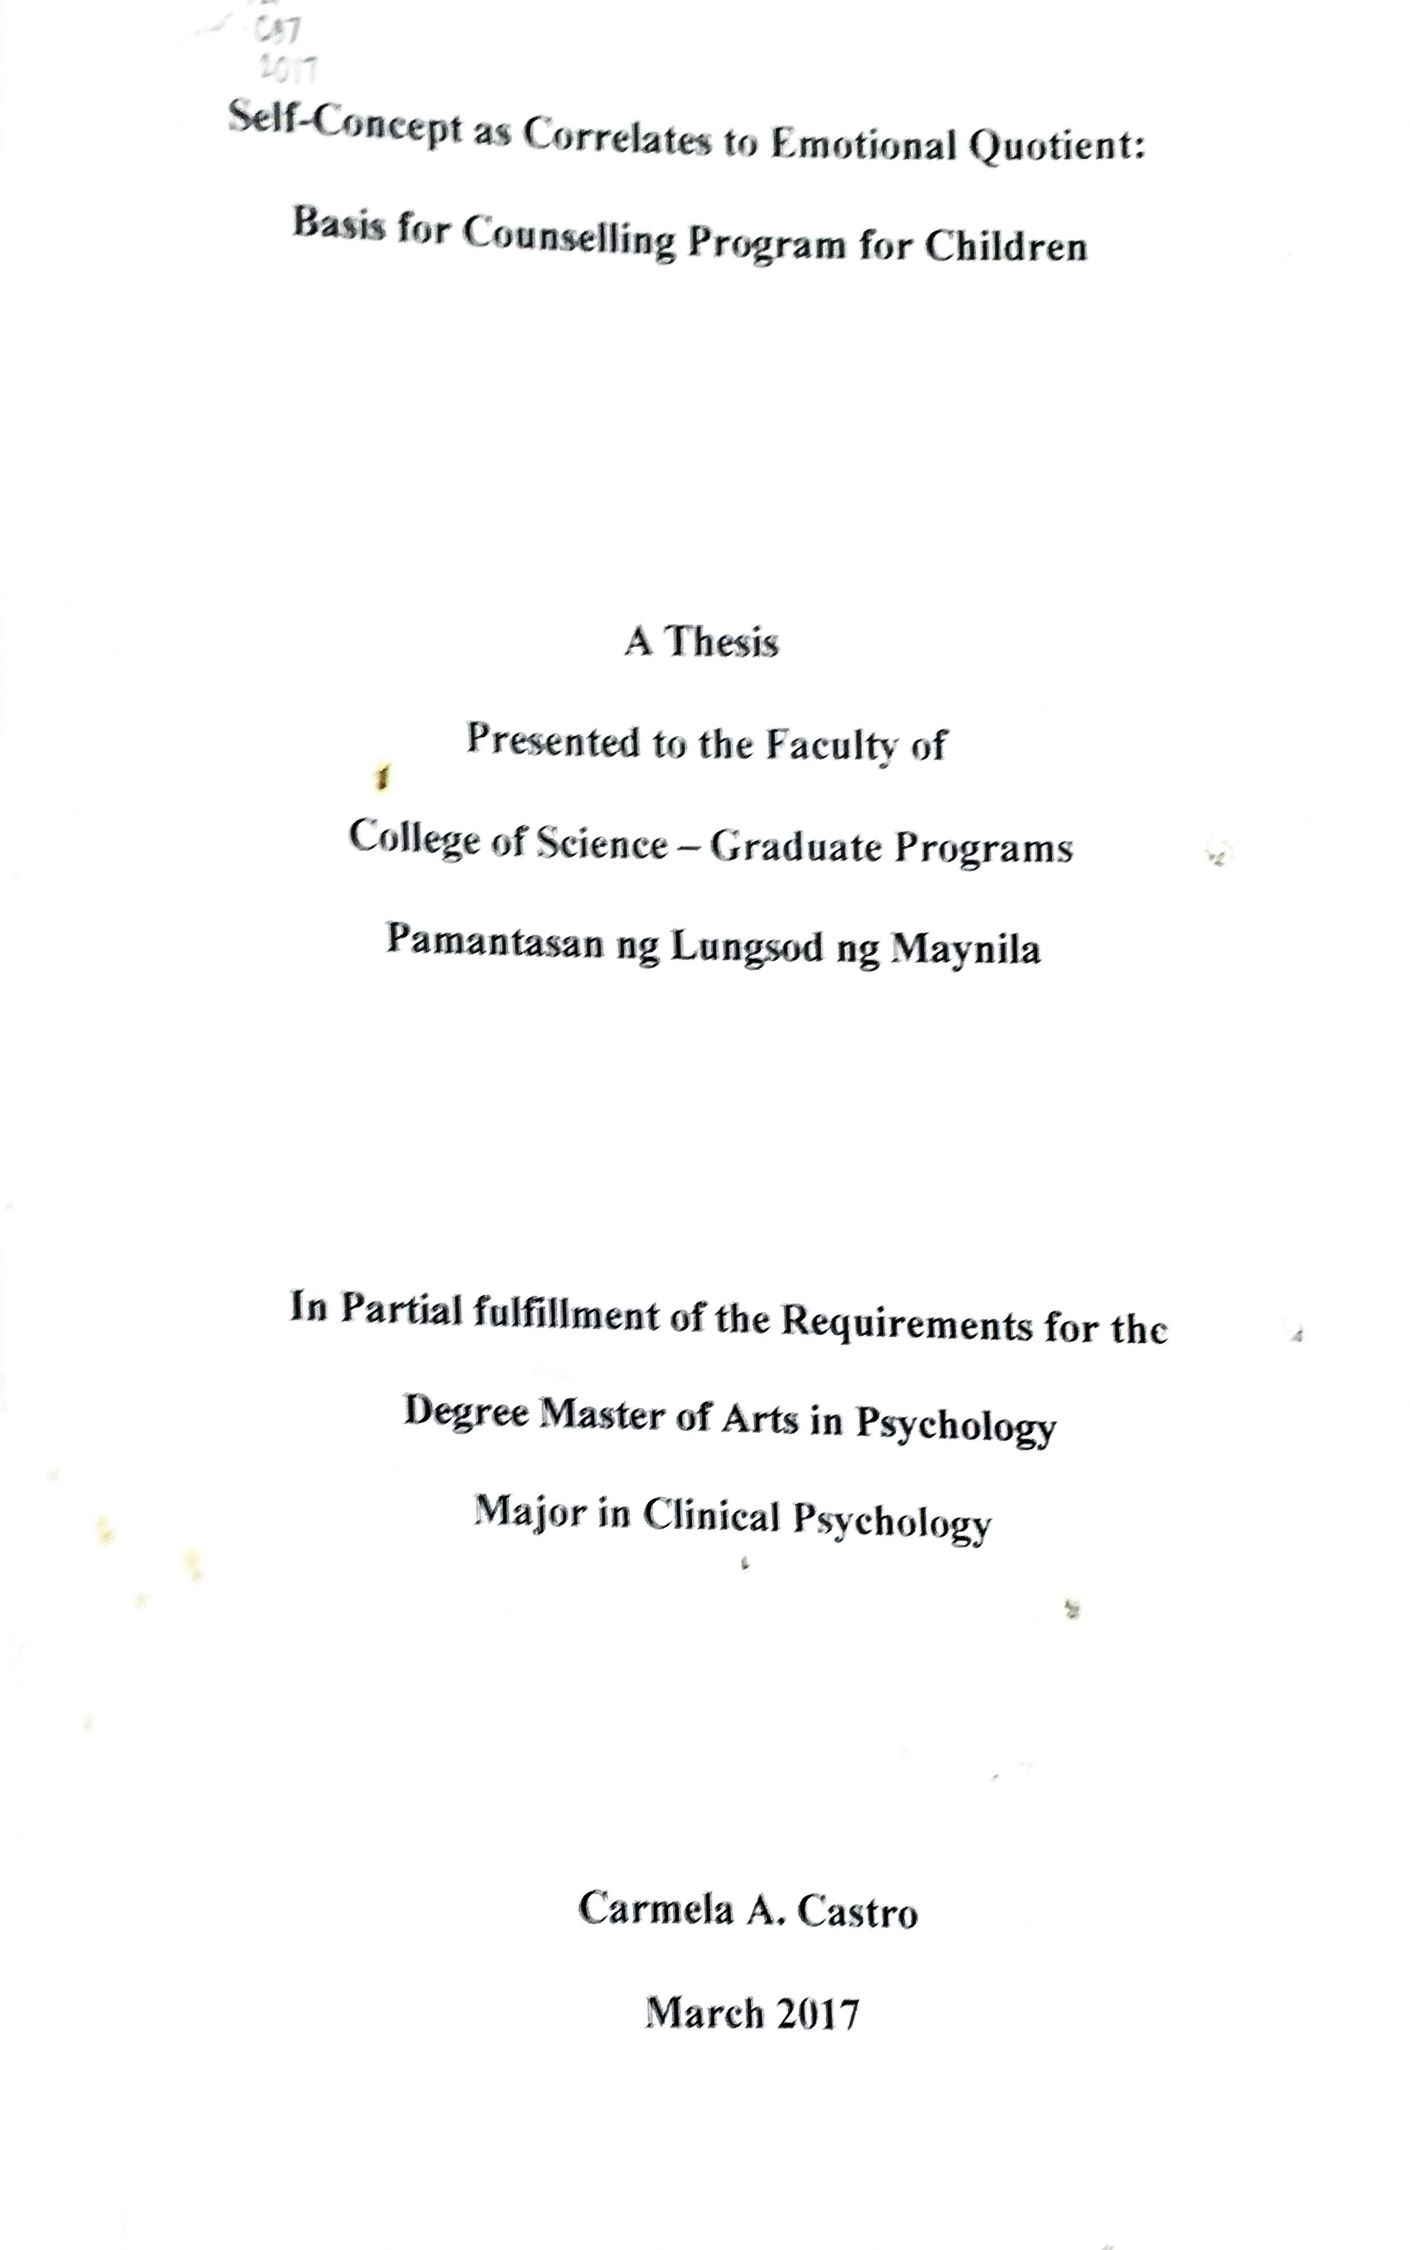 C37
2017
Self-Concept as Correlates to Emotional Quotient:
Basis for Counselling Program for Children
A Thesis
Presented to the Faculty of
College of Science – Graduate Programs
Pamantasan ng Lungsod ng Maynila
In Partial fulfillment of the Requirements for the
Degree Master of Arts in Psychology
Major in Clinical Psychology
Carmela A. Castro
March 2017